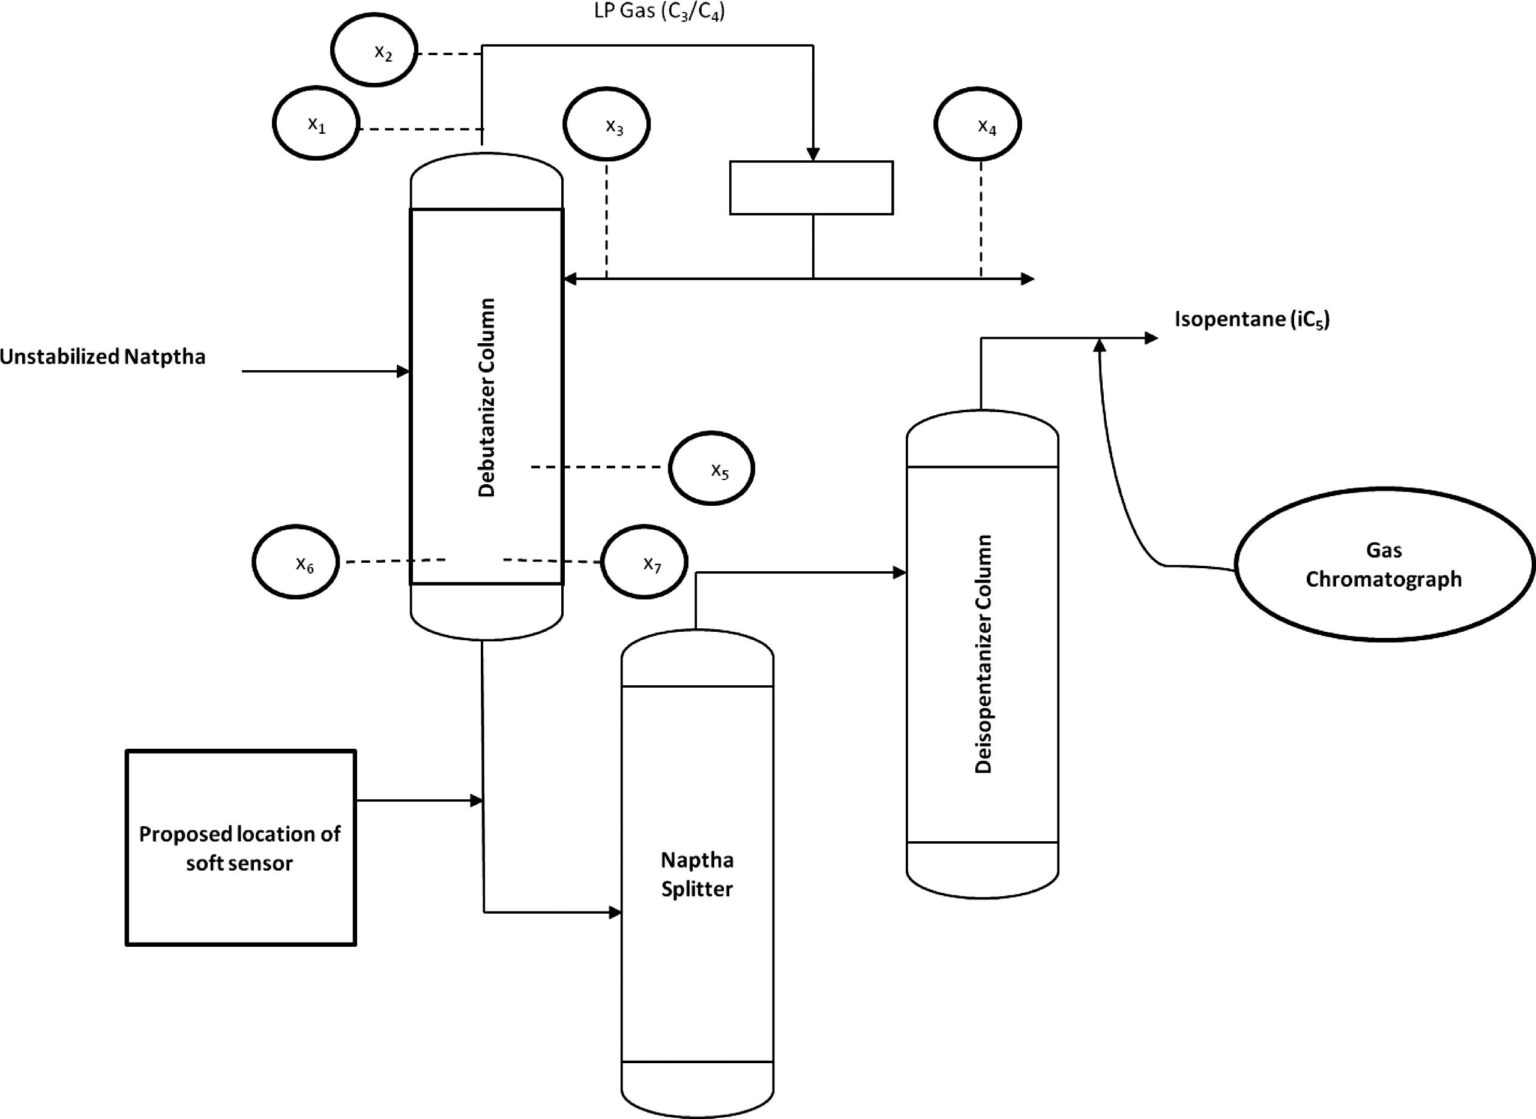 LP Gas (C₃/C₄)
x₂
x₁
x₃
x₄
Isopentane (iC₅)
Unstabilized Natptha
Debutanizer Column
x₅
x₆
x₇
Gas
Chromatograph
Deisopentanizer Column
Proposed location of
soft sensor
Naptha
Splitter